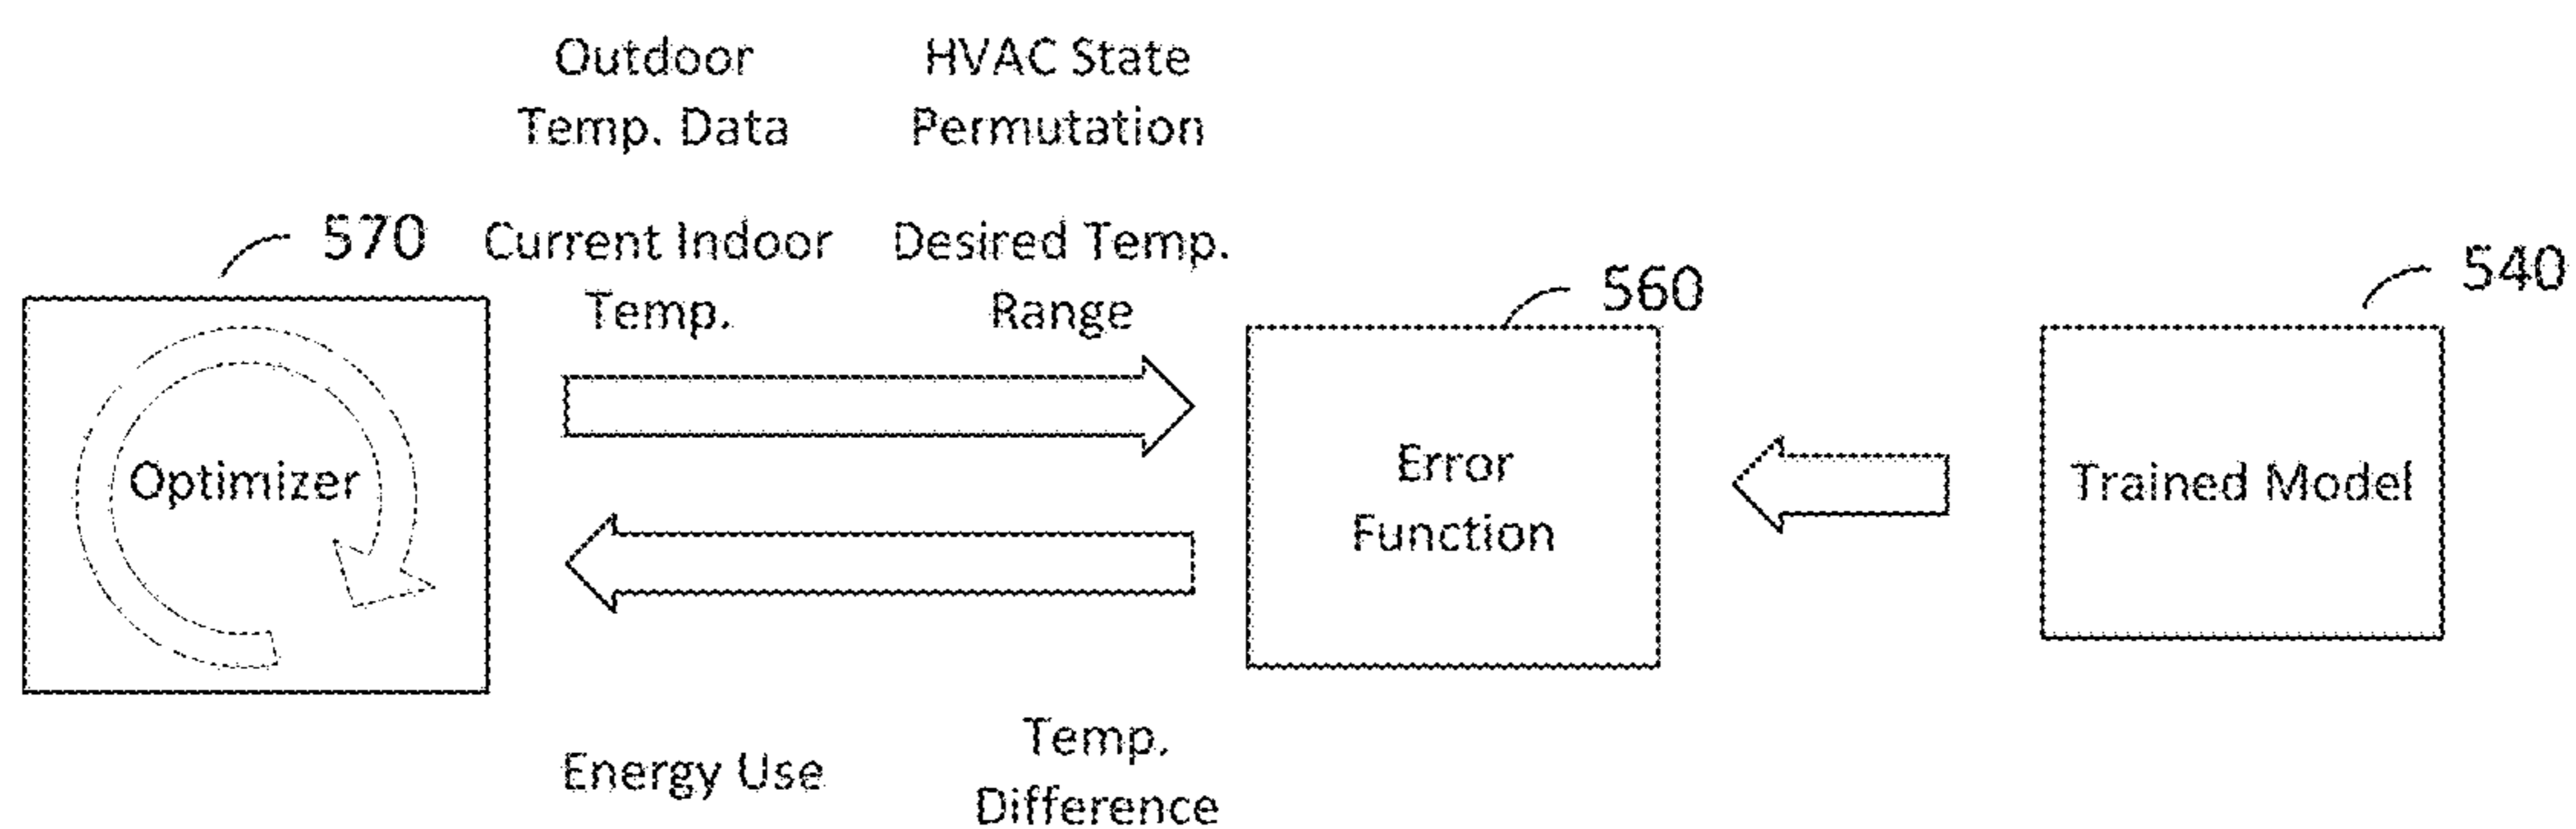 Outdoor
Temp. Data
HVAC State
Permutation
570
Current Indoor
Temp.
Desired Temp.
Range
560
540
Optimizer
Error
Function
Trained Model
Energy Use
Temp.
Difference